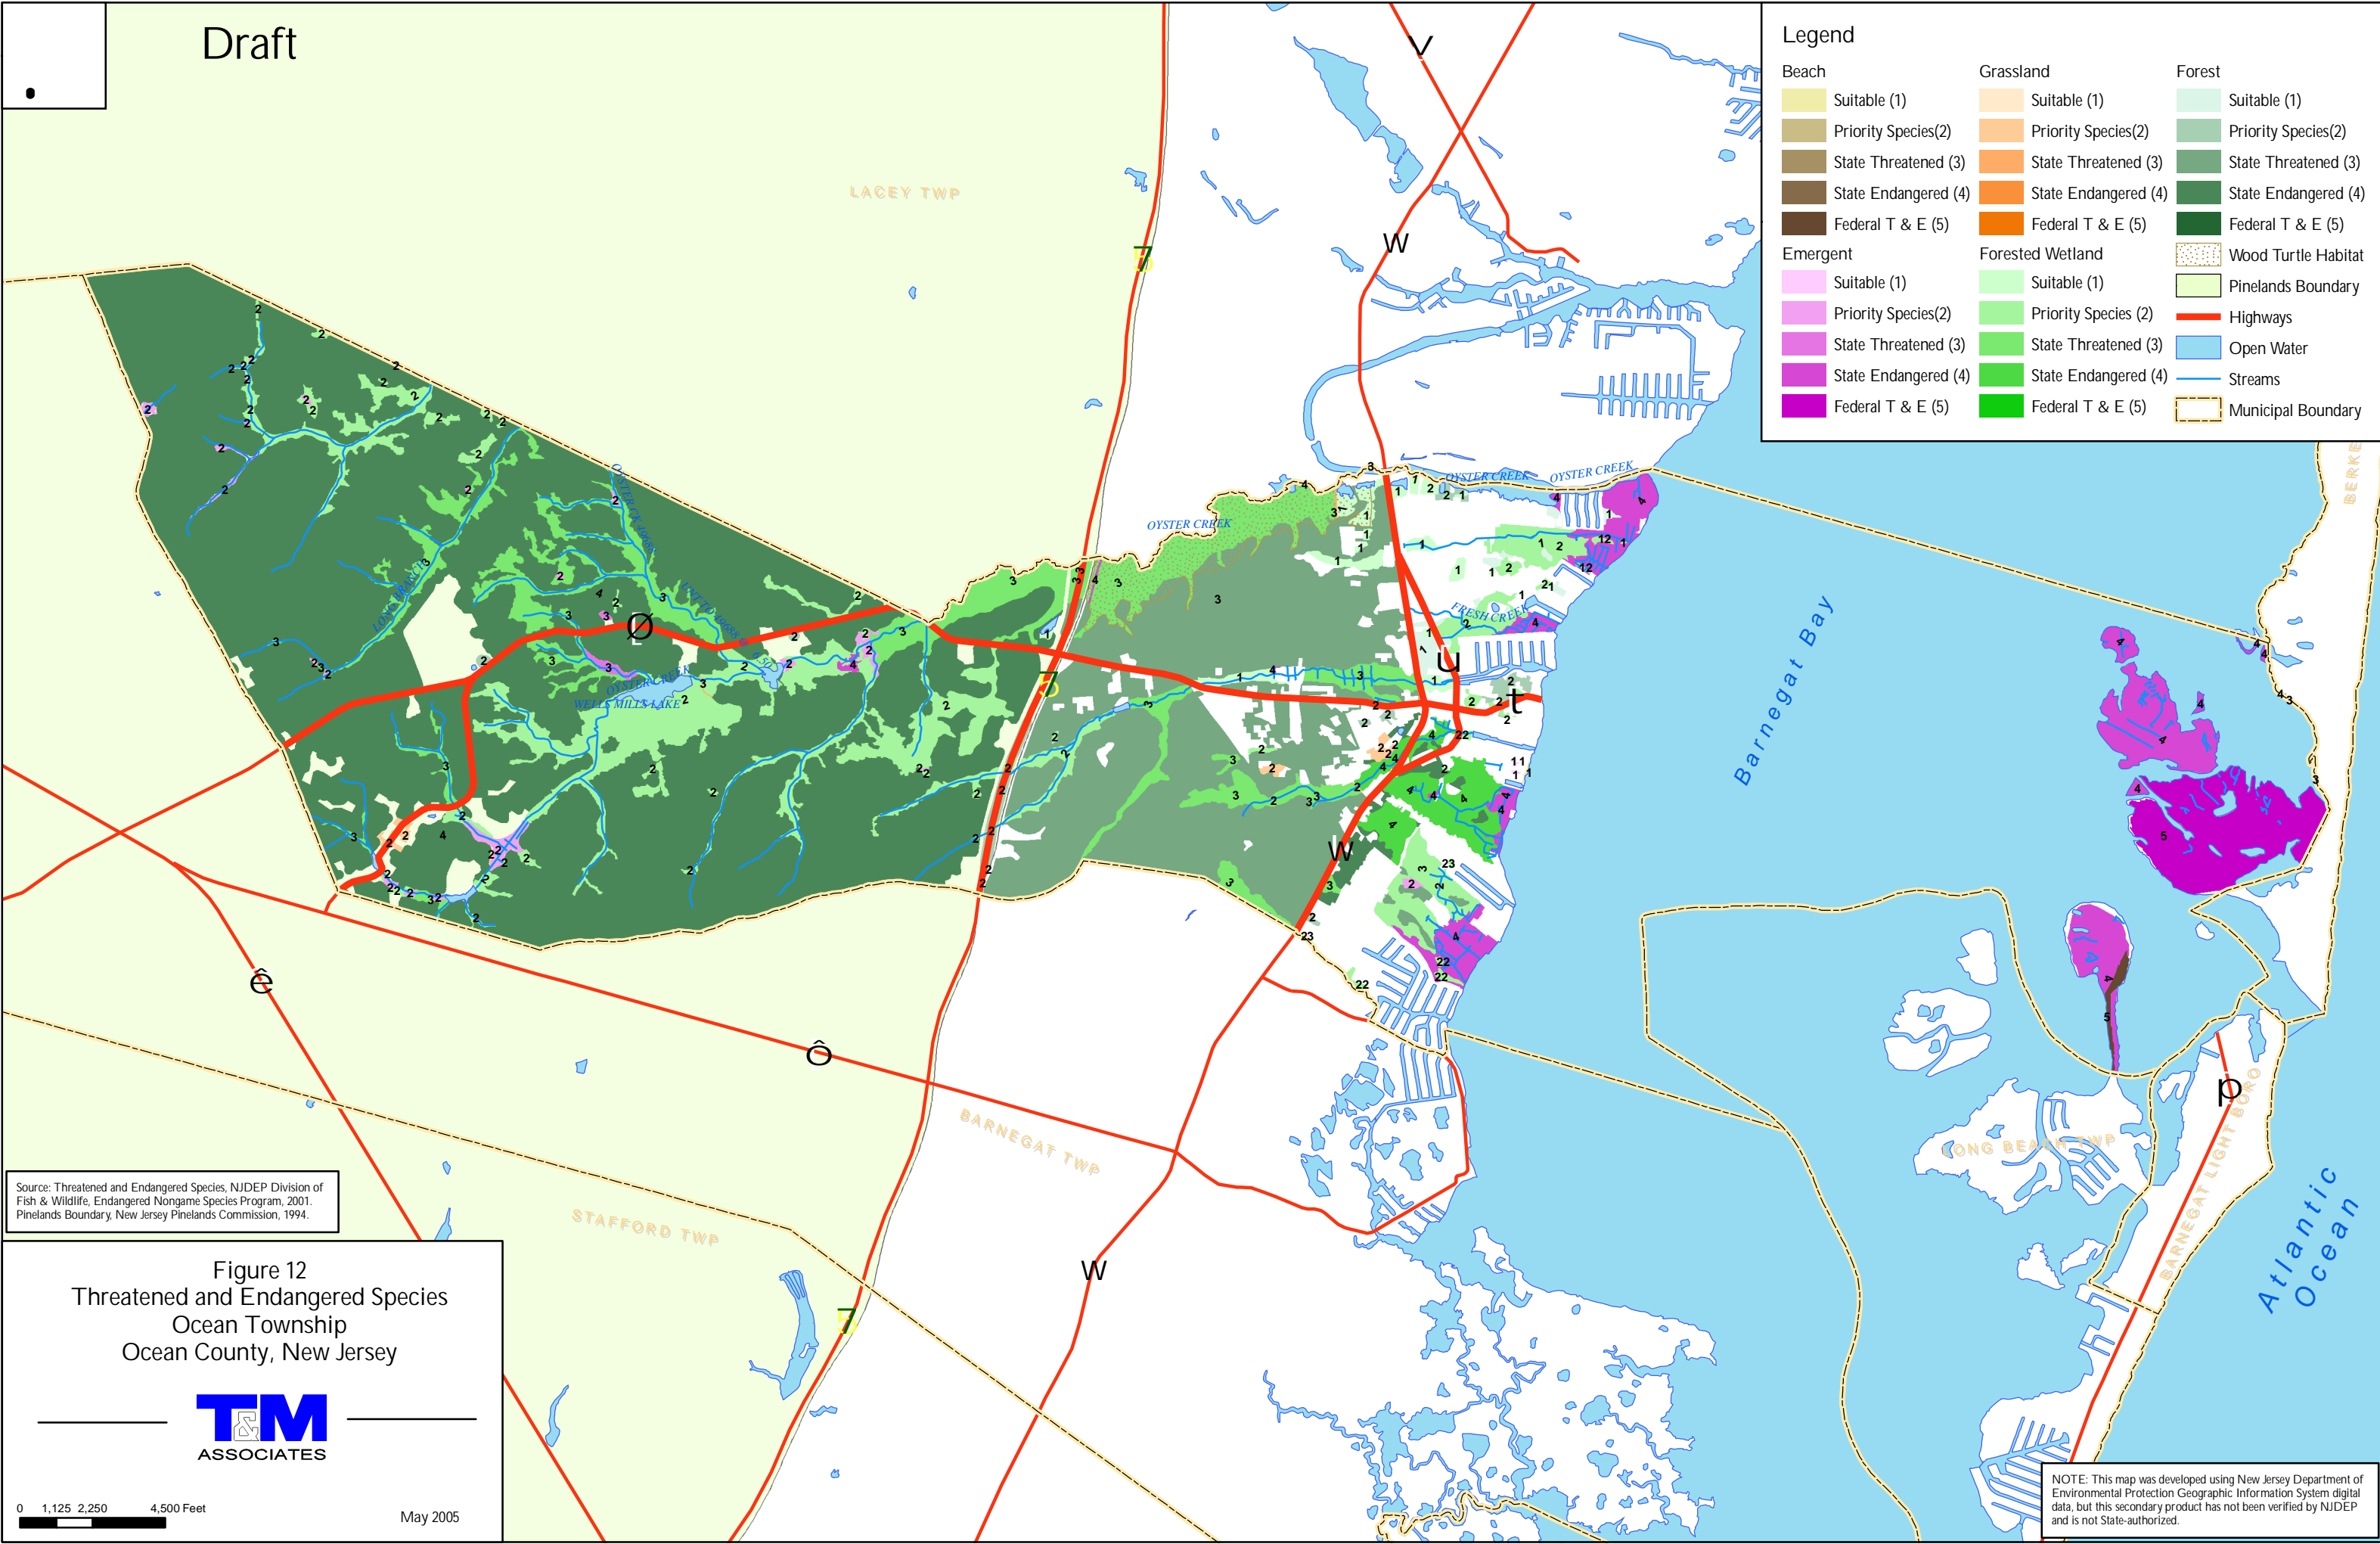 Draft
Legend
Beach
Suitable (1)
Priority Species(2)
State Threatened (3)
State Endangered (4)
Federal T & E (5)
Grassland
Suitable (1)
Priority Species(2)
State Threatened (3)
State Endangered (4)
Federal T & E (5)
Forest
Suitable (1)
Priority Species(2)
State Threatened (3)
State Endangered (4)
Federal T & E (5)
Emergent
Suitable (1)
Priority Species(2)
State Threatened (3)
State Endangered (4)
Federal T & E (5)
Forested Wetland
Suitable (1)
Priority Species (2)
State Threatened (3)
State Endangered (4)
Federal T & E (5)
Wood Turtle Habitat
Pinelands Boundary
Highways
Open Water
Streams
Municipal Boundary
LACEY TWP
OYSTER CREEK
OYSTER CREEK
OYSTER CREEK
FRESH CREEK
LONG BRANCH
OYSTER CREEK
WELLS MILLS LAKE
Barnegat Bay
BARNEGAT TWP
STAFFORD TWP
LONG BEACH TWP
BARNEGAT LIGHT BORO
Atlantic
Ocean
Source: Threatened and Endangered Species, NJDEP Division of
Fish & Wildlife, Endangered Nongame Species Program, 2001.
Pinelands Boundary, New Jersey Pinelands Commission, 1994.
Figure 12
Threatened and Endangered Species
Ocean Township
Ocean County, New Jersey
T&M
ASSOCIATES
0 1,125 2,250 4,500 Feet
May 2005
NOTE: This map was developed using New Jersey Department of
Environmental Protection Geographic Information System digital
data, but this secondary product has not been verified by NJDEP
and is not State-authorized.